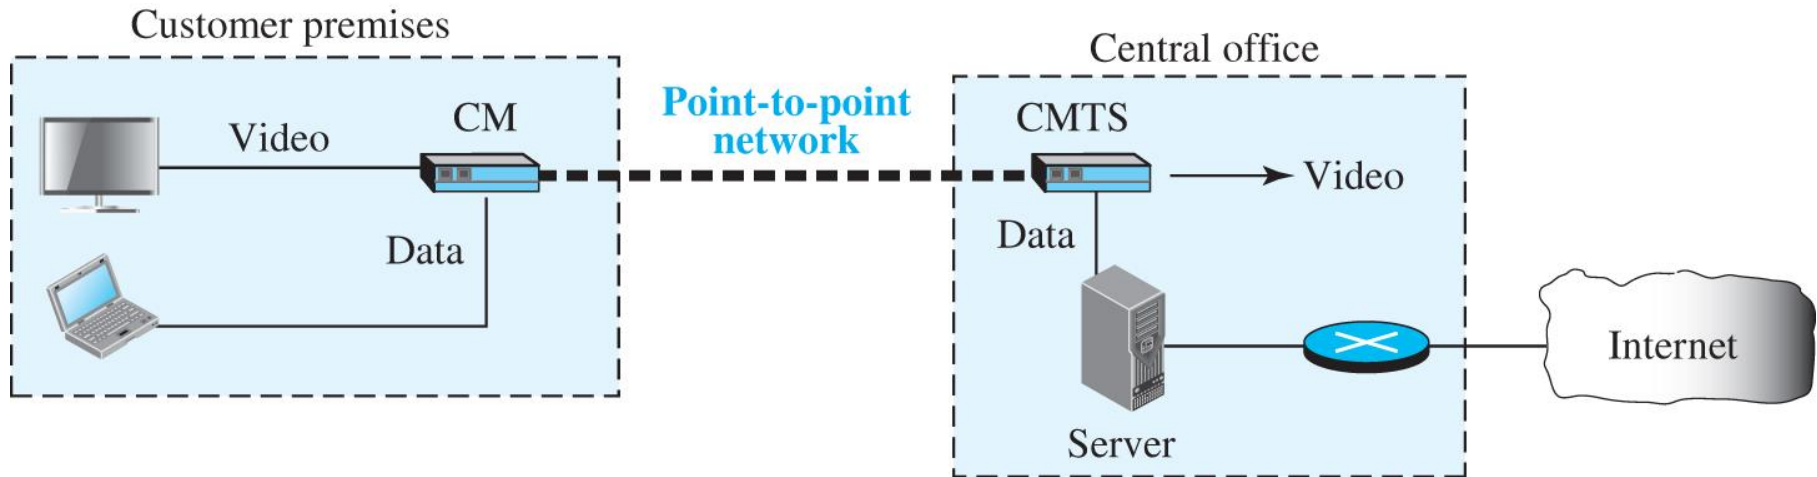 Customer premises
Central office
Point-to-point
network
CM
CMTS
Video
Video
Data
Data
Internet
Server